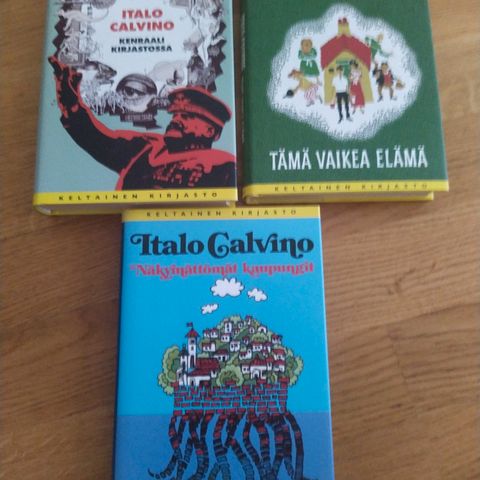 ITALO
CALVINO
KENRAALI
KIRJASTOSSA
KELTAINEN KIRJASTO
TÄMÄ VAIKEA ELÄMÄ
KELTAINEN KIRJASTO
KELTAINEN KIRJASTO
Italo Calvino
Näkymättömät kaupungit